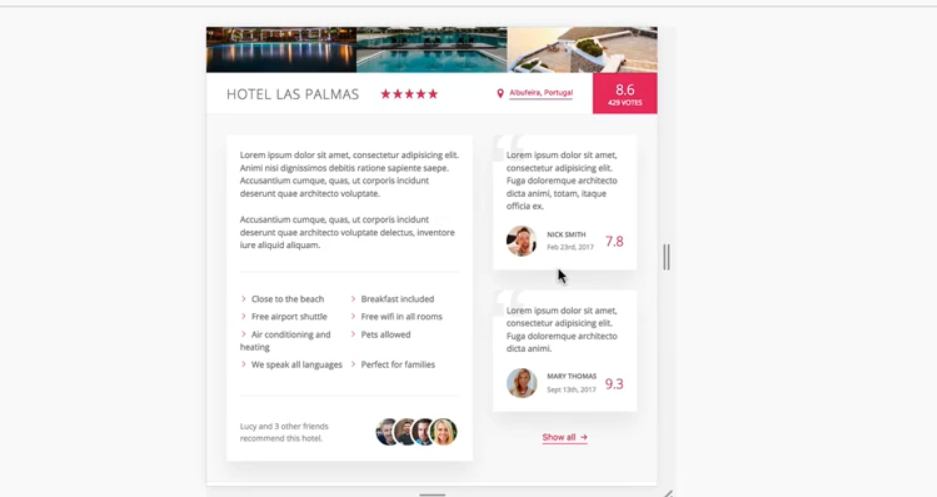 HOTEL LAS PALMAS ★★★★★ Albufeira, Portugal
8.6
429 VOTES
Lorem ipsum dolor sit amet, consectetur adipisicing elit.
Animi nisi dignissimos debitis ratione sapiente saepe.
Accusantium cumque, quas, ut corporis incidunt
deserunt quae architecto voluptate.
Accusantium cumque, quas, ut corporis incidunt
deserunt quae architecto voluptate delectus, inventore
iure aliquid aliquam.
> Close to the beach > Breakfast included
> Free airport shuttle > Free wifi in all rooms
> Air conditioning and > Pets allowed
heating
> We speak all languages > Perfect for families
Lucy and 3 other friends
recommend this hotel.
“
Lorem ipsum dolor sit amet,
consectetur adipisicing elit.
Fuga doloremque architecto
dicta animi, totam, itaque
officia ex.
NICK SMITH
Feb 23rd, 2017
7.8
“
Lorem ipsum dolor sit amet,
consectetur adipisicing elit.
Fuga doloremque architecto
dicta animi.
MARY THOMAS
Sept 13th, 2017
9.3
Show all →